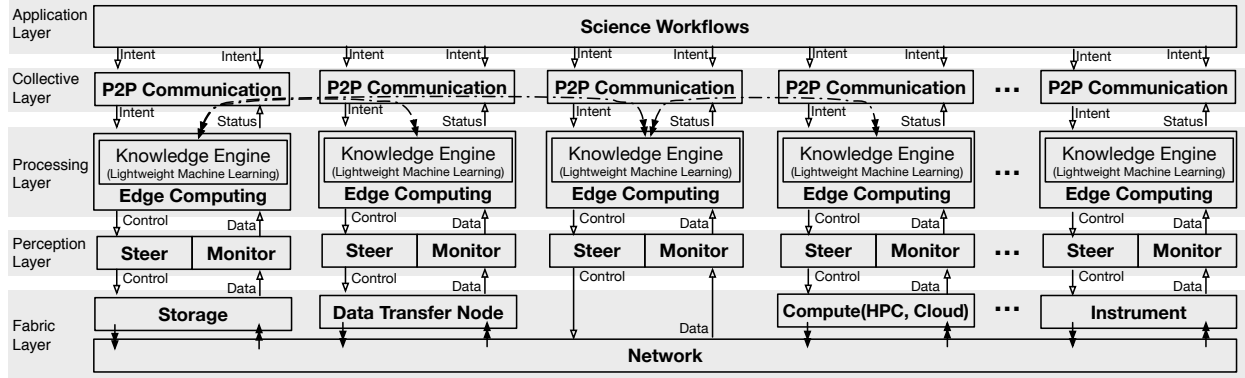 Application
Layer
Science Workflows
Intent Intent Intent Intent Intent Intent Intent Intent Intent Intent
Collective
Layer
P2P Communication P2P Communication P2P Communication P2P Communication ... P2P Communication
Intent Status Intent Status Intent Status Intent Status Intent Status
Processing
Layer
Knowledge Engine Knowledge Engine Knowledge Engine Knowledge Engine Knowledge Engine
(Lightweight Machine Learning) (Lightweight Machine Learning) (Lightweight Machine Learning) (Lightweight Machine Learning) ... (Lightweight Machine Learning)
Edge Computing Edge Computing Edge Computing Edge Computing Edge Computing
Control Data Control Data Control Data Control Data Control Data
Perception
Layer
Steer Monitor Steer Monitor Steer Monitor Steer Monitor ... Steer Monitor
Control Data Control Data Control Control Data Control Data
Fabric
Layer
Storage Data Transfer Node Data Compute(HPC, Cloud) ... Instrument
Network